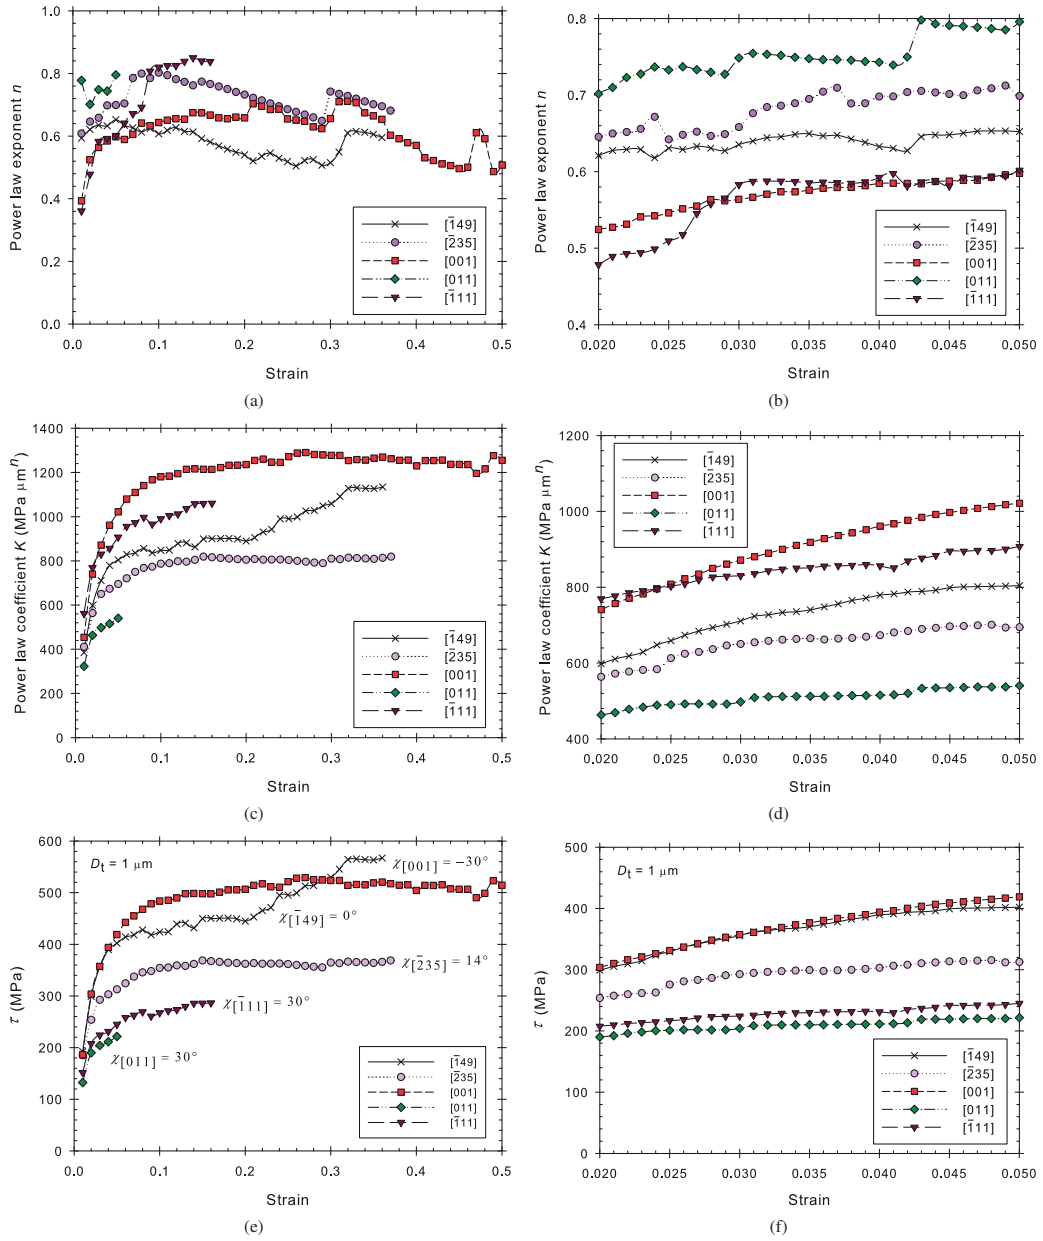 1.0
0.8
0.6
0.4
0.2
0.0
Power law exponent n
0.0 0.1 0.2 0.3 0.4 0.5
Strain
[1̄49]
[2̄35]
[001]
[011]
[1̄11]
(a)
0.8
0.7
0.6
0.5
0.4
Power law exponent n
0.020 0.025 0.030 0.035 0.040 0.045 0.050
Strain
[1̄49]
[2̄35]
[001]
[011]
[1̄11]
(b)
1400
1200
1000
800
600
400
200
0
Power law coefficient K (MPa μmⁿ)
0.0 0.1 0.2 0.3 0.4 0.5
Strain
[1̄49]
[2̄35]
[001]
[011]
[1̄11]
(c)
1200
1000
800
600
400
Power law coefficient K (MPa μmⁿ)
0.020 0.025 0.030 0.035 0.040 0.045 0.050
Strain
[1̄49]
[2̄35]
[001]
[011]
[1̄11]
(d)
600
500
400
300
200
100
0
τ (MPa)
Dt = 1 μm
χ[001] = −30°
χ[1̄49] = 0°
χ[2̄35] = 14°
χ[1̄11] = 30°
χ[011] 30°
0.0 0.1 0.2 0.3 0.4 0.5
Strain
[1̄49]
[2̄35]
[001]
[011]
[1̄11]
(e)
500
400
300
200
100
0
τ (MPa)
Dt = 1 μm
0.020 0.025 0.030 0.035 0.040 0.045 0.050
Strain
[1̄49]
[2̄35]
[001]
[011]
[1̄11]
(f)